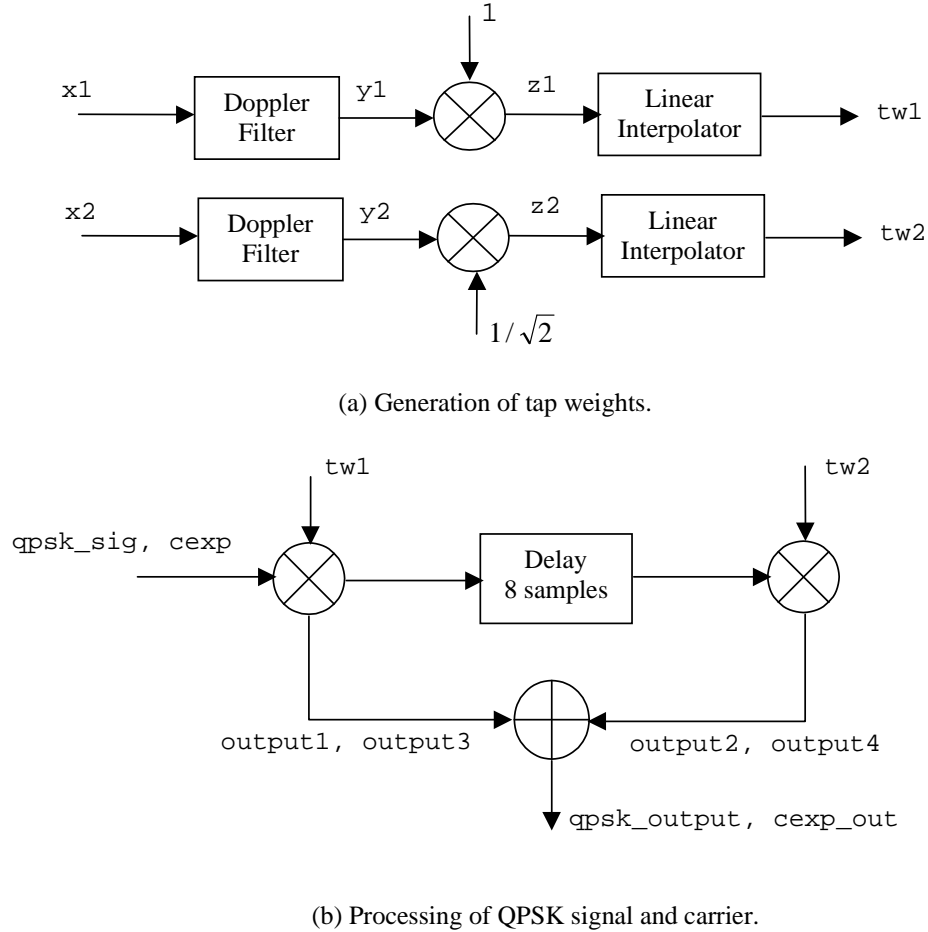 1
x1
Doppler
Filter
y1
z1
Linear
Interpolator
tw1
x2
Doppler
Filter
y2
z2
Linear
Interpolator
tw2
1/√2
(a) Generation of tap weights.
tw1
tw2
qpsk_sig, cexp
Delay
8 samples
output1, output3
output2, output4
qpsk_output, cexp_out
(b) Processing of QPSK signal and carrier.